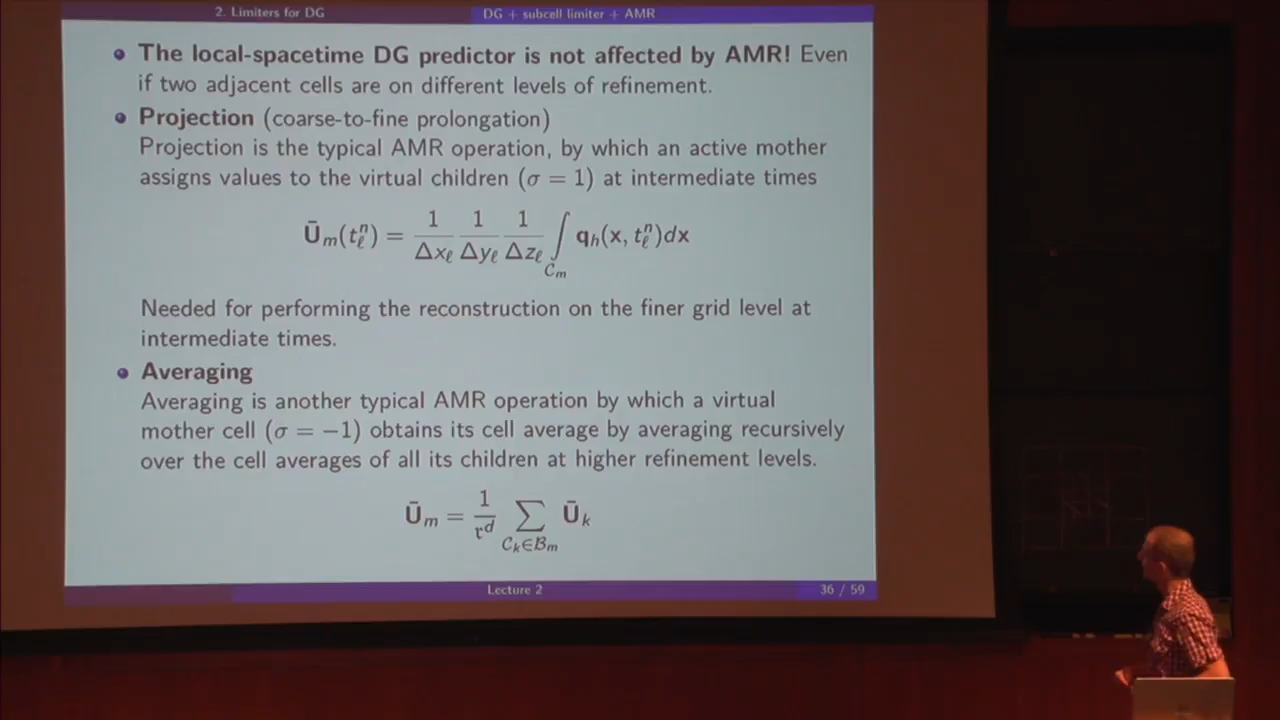 2. Limiters for DG
DG + subcell limiter + AMR
The local-spacetime DG predictor is not affected by AMR! Even
if two adjacent cells are on different levels of refinement.
Projection (coarse-to-fine prolongation)
Projection is the typical AMR operation, by which an active mother
assigns values to the virtual children (σ = 1) at intermediate times
Ū_m(t_ℓ^n) = 1/Δx_ℓ 1/Δy_ℓ 1/Δz_ℓ ∫_{C_m} q_h(x, t_ℓ^n)dx
Needed for performing the reconstruction on the finer grid level at
intermediate times.
Averaging
Averaging is another typical AMR operation by which a virtual
mother cell (σ = −1) obtains its cell average by averaging recursively
over the cell averages of all its children at higher refinement levels.
Ū_m = 1/𝔯^d ∑_{C_k∈B_m} Ū_k
Lecture 2
36 / 59